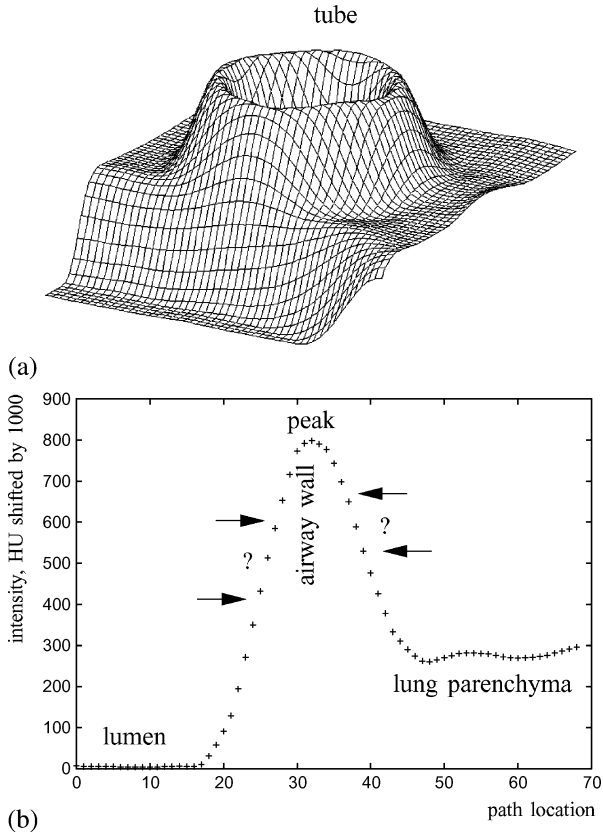 tube
(a)
intensity, HU shifted by 1000
900
800
700
600
500
400
300
200
100
0
peak
airway wall
?
?
lumen
lung parenchyma
0 10 20 30 40 50 60 70
path location
(b)